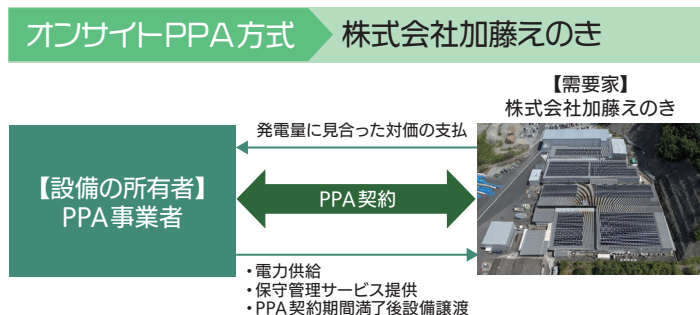 オンサイトPPA方式
株式会社加藤えのき
【需要家】
株式会社加藤えのき
発電量に見合った対価の支払
【設備の所有者】
PPA事業者
PPA契約
・電力供給
・保守管理サービス提供
・PPA契約期間満了後設備譲渡